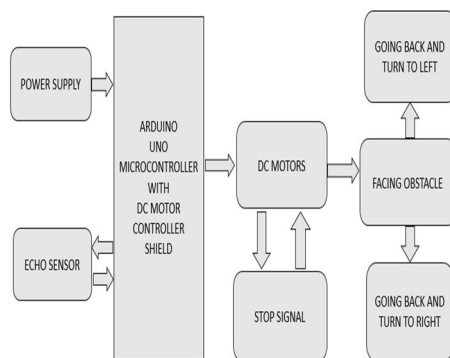 POWER SUPPLY
ECHO SENSOR
ARDUINO
UNO
MICROCONTROLLER
WITH
DC MOTOR
CONTROLLER
SHIELD
DC MOTORS
STOP SIGNAL
GOING BACK AND
TURN TO LEFT
FACING OBSTACLE
GOING BACK AND
TURN TO RIGHT